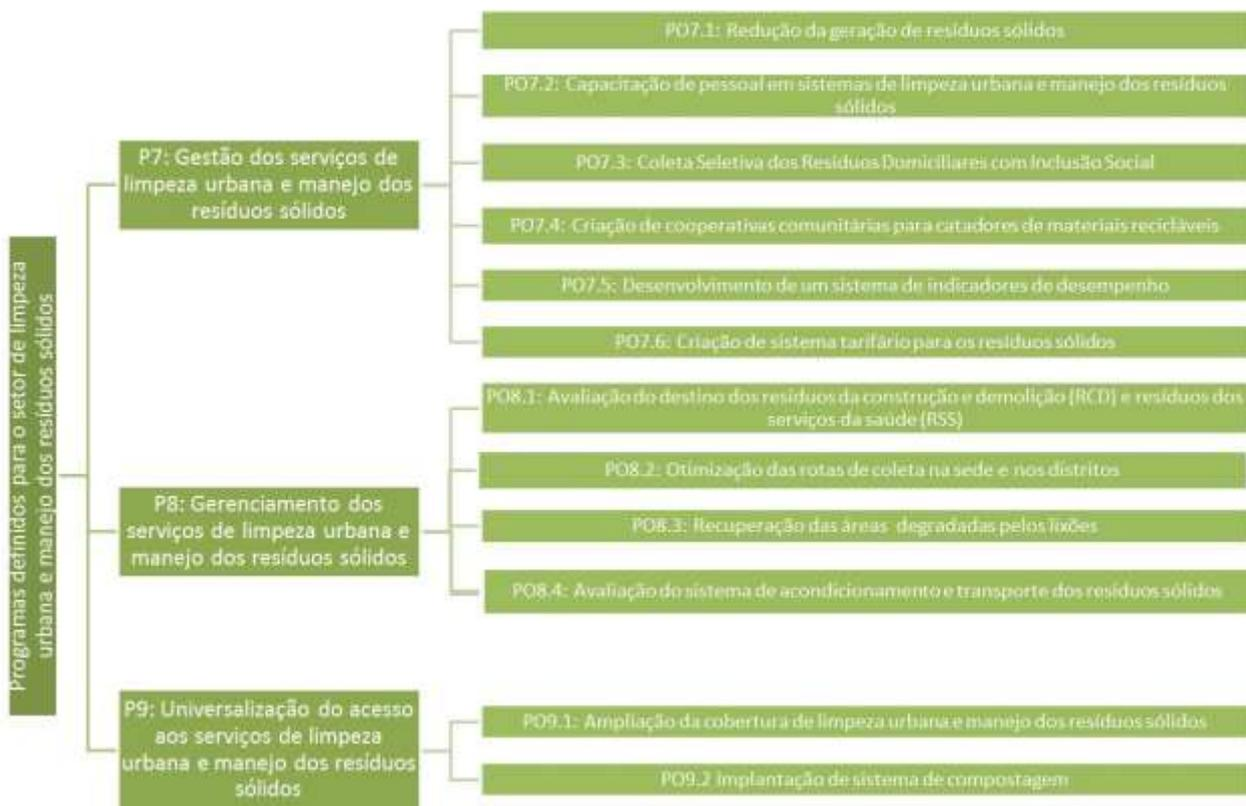 Programas definidos para o setor de limpeza
urbana e manejo dos resíduos sólidos
P7: Gestão dos serviços de
limpeza urbana e manejo dos
resíduos sólidos
PO7.1: Redução da geração de resíduos sólidos
PO7.2: Capacitação de pessoal em sistemas de limpeza urbana e manejo dos resíduos
sólidos
PO7.3: Coleta Seletiva dos Resíduos Domiciliares com Inclusão Social
PO7.4: Criação de cooperativas comunitárias para catadores de materiais recicláveis
PO7.5: Desenvolvimento de um sistema de indicadores de desempenho
PO7.6: Criação de sistema tarifário para os resíduos sólidos
P8: Gerenciamento dos
serviços de limpeza urbana e
manejo dos resíduos sólidos
PO8.1: Avaliação do destino dos resíduos da construção e demolição (RCD) e resíduos dos
serviços da saúde (RSS)
PO8.2: Otimização das rotas de coleta na sede e nos distritos
PO8.3: Recuperação das áreas degradadas pelos lixões
PO8.4: Avaliação do sistema de acondicionamento e transporte dos resíduos sólidos
P9: Universalização do acesso
aos serviços de limpeza
urbana e manejo dos resíduos
sólidos
PO9.1: Ampliação da cobertura de limpeza urbana e manejo dos resíduos sólidos
PO9.2 Implantação de sistema de compostagem